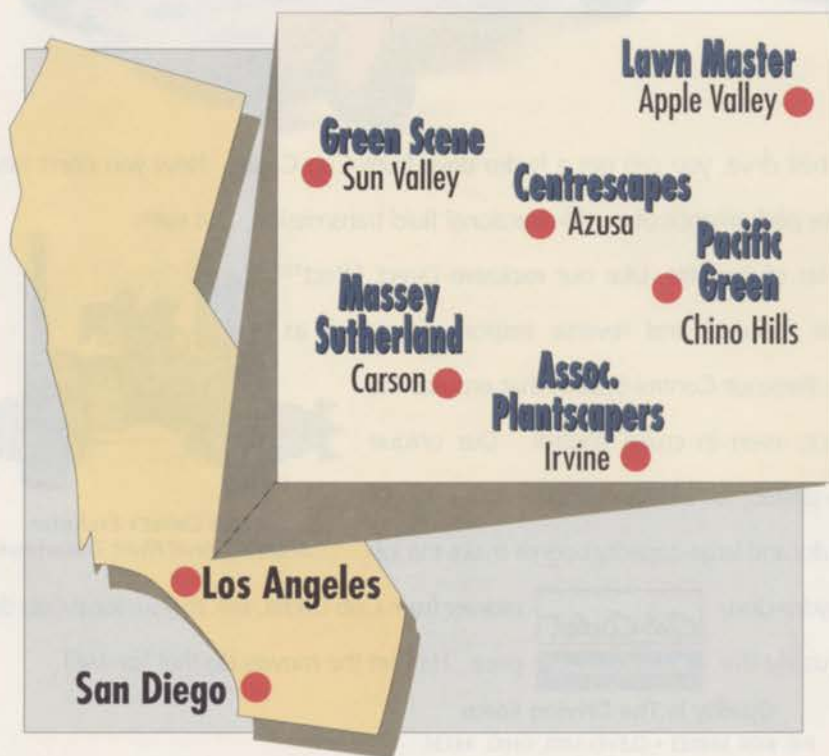 Lawn Master
Apple Valley
Green Scene
Sun Valley
Centrescapes
Azusa
Pacific
Green
Chino Hills
Massey
Sutherland
Carson
Assoc.
Plantscapers
Irvine
Los Angeles
San Diego